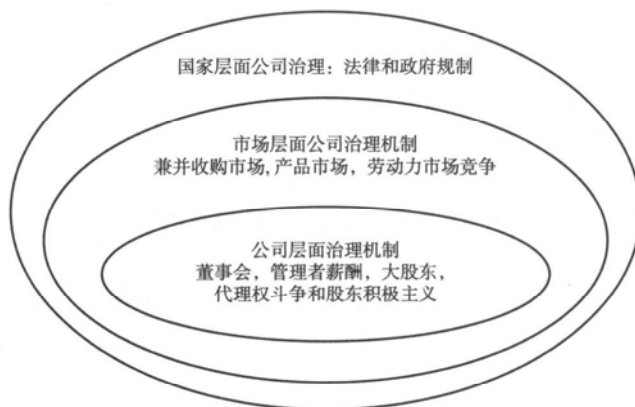 国家层面公司治理：法律和政府规制
市场层面公司治理机制
兼并收购市场,产品市场，劳动力市场竞争
公司层面治理机制
董事会，管理者薪酬，大股东，
代理权斗争和股东积极主义